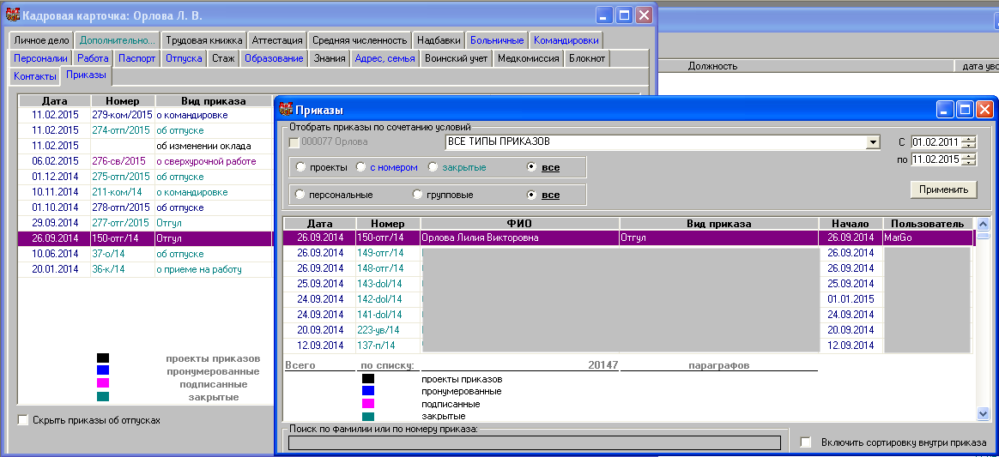 Кадровая карточка: Орлова Л. В.
Личное дело Дополнительно... Трудовая книжка Аттестация Средняя численность Надбавки Больничные Командировки
Персоналии Работа Паспорт Отпуска Стаж Образование Знания Адрес, семья Воинский учет Медкомиссия Блокнот
Контакты Приказы
Дата Номер Вид приказа
11.02.2015 279-ком/2015 о командировке
11.02.2015 274-отп/2015 об отпуске
11.02.2015 об изменении оклада
06.02.2015 276-св/2015 о сверхурочной работе
01.12.2014 275-отп/2015 об отпуске
10.11.2014 211-ком/14 о командировке
01.10.2014 278-отп/2015 об отпуске
29.09.2014 277-отг/2015 Отгул
26.09.2014 150-отг/14 Отгул
10.06.2014 37-о/14 об отпуске
20.01.2014 36-к/14 о приеме на работу
проекты приказов
пронумерованные
подписанные
закрытые
Скрыть приказы об отпусках
Должность дата уво
Приказы
Отобрать приказы по сочетанию условий
000077 Орлова ВСЕ ТИПЫ ПРИКАЗОВ С 01.02.2011
по 11.02.2015
проекты с номером закрытые все
персональные групповые все
Применить
Дата Номер ФИО Вид приказа Начало Пользователь
26.09.2014 150-отг/14 Орлова Лилия Викторовна Отгул 26.09.2014 MarGo
26.09.2014 149-отг/14 26.09.2014
26.09.2014 148-отг/14 26.09.2014
25.09.2014 143-dol/14 25.09.2014
24.09.2014 142-dol/14 01.01.2015
24.09.2014 141-dol/14 24.09.2014
20.09.2014 223-ув/14 20.09.2014
12.09.2014 137-п/14 12.09.2014
Всего по списку: 20147 параграфов
проекты приказов
пронумерованные
подписанные
закрытые
Поиск по фамилии или по номеру приказа:
Включить сортировку внутри приказа